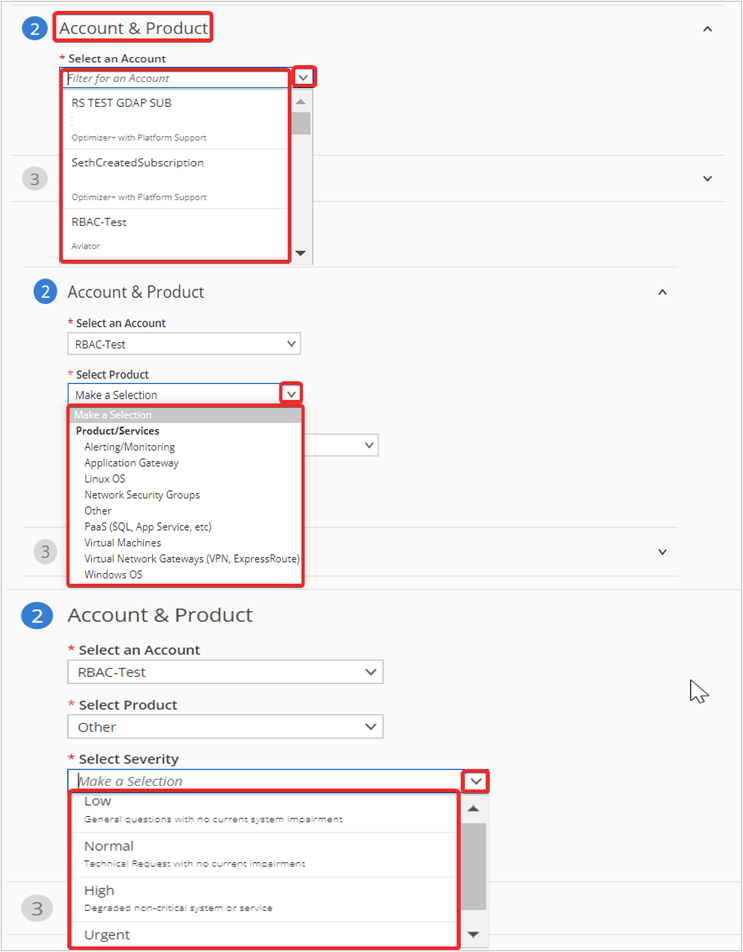 2 Account & Product
* Select an Account
Filter for an Account
RS TEST GDAP SUB
Optimizer+ with Platform Support
SethCreatedSubscription
Optimizer+ with Platform Support
RBAC-Test
Aviator
3
2 Account & Product
* Select an Account
RBAC-Test
* Select Product
Make a Selection
Make a Selection
Product/Services
Alerting/Monitoring
Application Gateway
Linux OS
Network Security Groups
Other
PaaS (SQL, App Service, etc)
Virtual Machines
Virtual Network Gateways (VPN, ExpressRoute)
Windows OS
3
2 Account & Product
* Select an Account
RBAC-Test
* Select Product
Other
* Select Severity
Make a Selection
Low
General questions with no current system impairment
Normal
Technical Request with no current impairment
High
Degraded non-critical system or service
Urgent
3